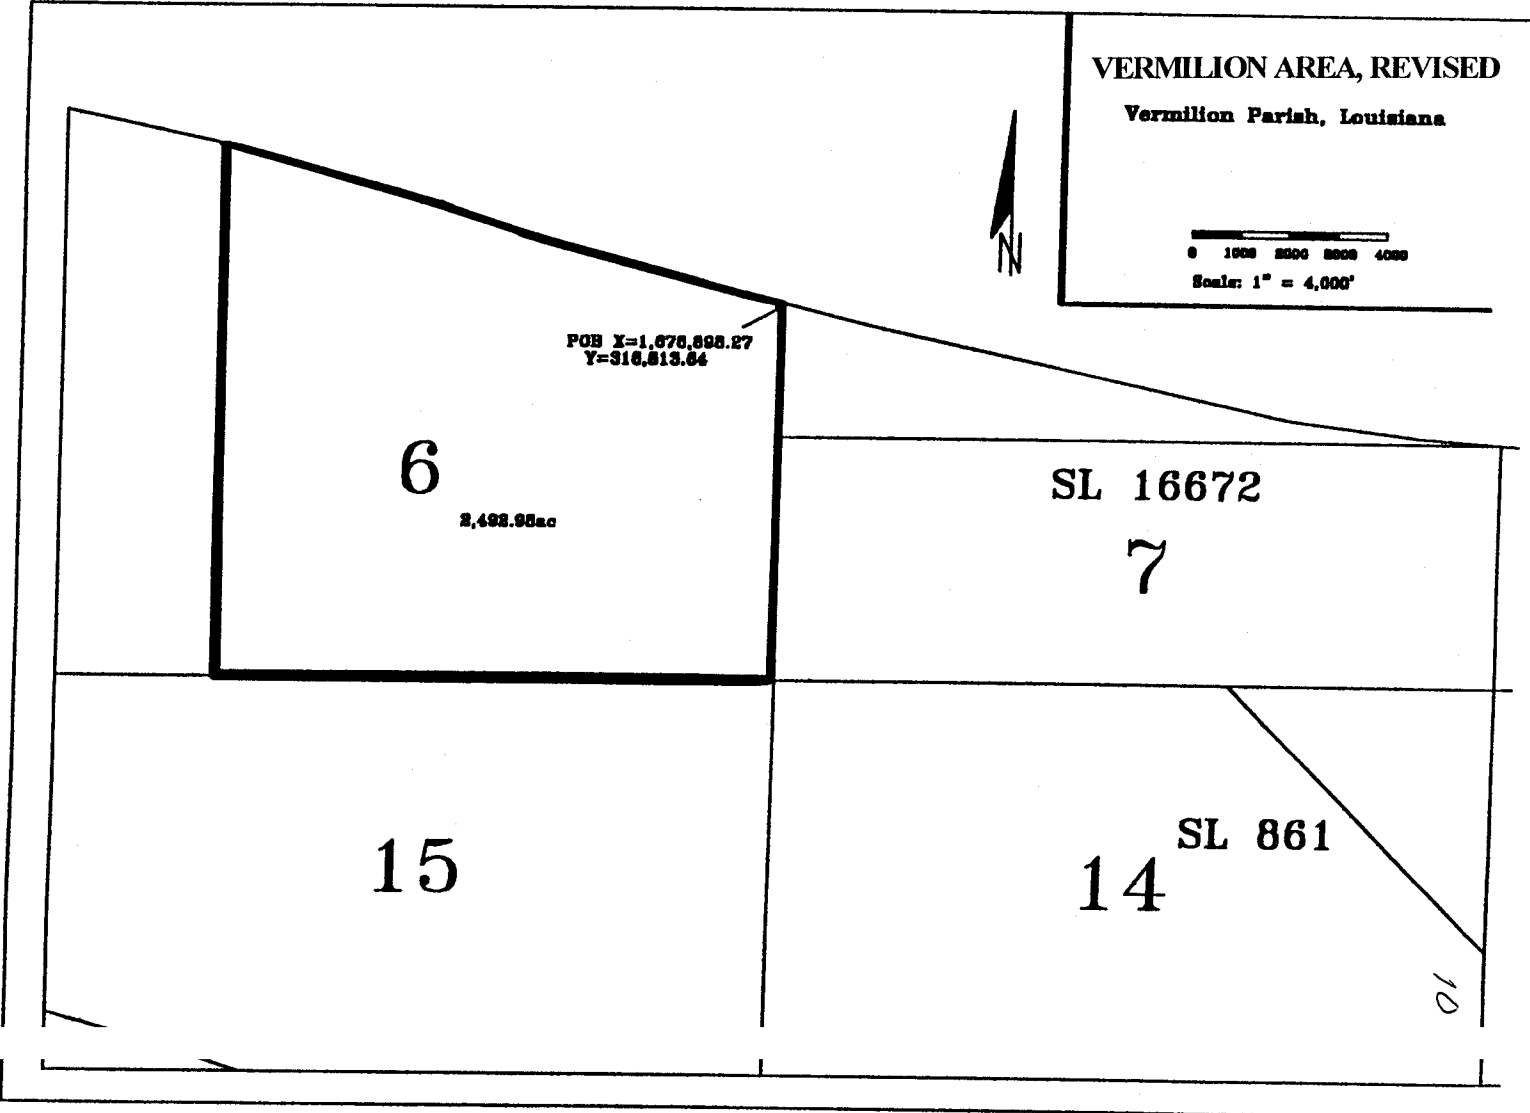 VERMILION AREA, REVISED
Vermilion Parish, Louisiana
N
0 1000 2000 3000 4000
Scale: 1" = 4,000'
POB X=1,676,898.27
Y=316,813.64
6
2,492.98ac
SL 16672
7
15
SL 861
14
10